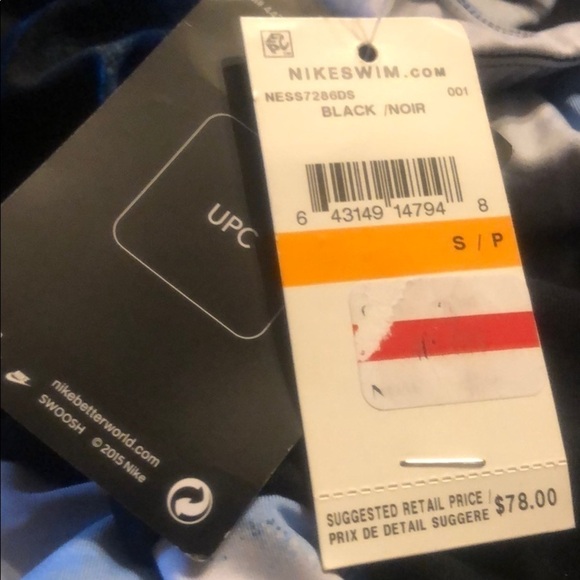 NIKESWIM.COM
NESS7286DS 001
BLACK /NOIR
6 43149 14794 8
S / P
SUGGESTED RETAIL PRICE/
PRIX DE DETAIL SUGGERE $78.00
UPC
nikebetterworld.com
SWOOSH © 2015 Nike